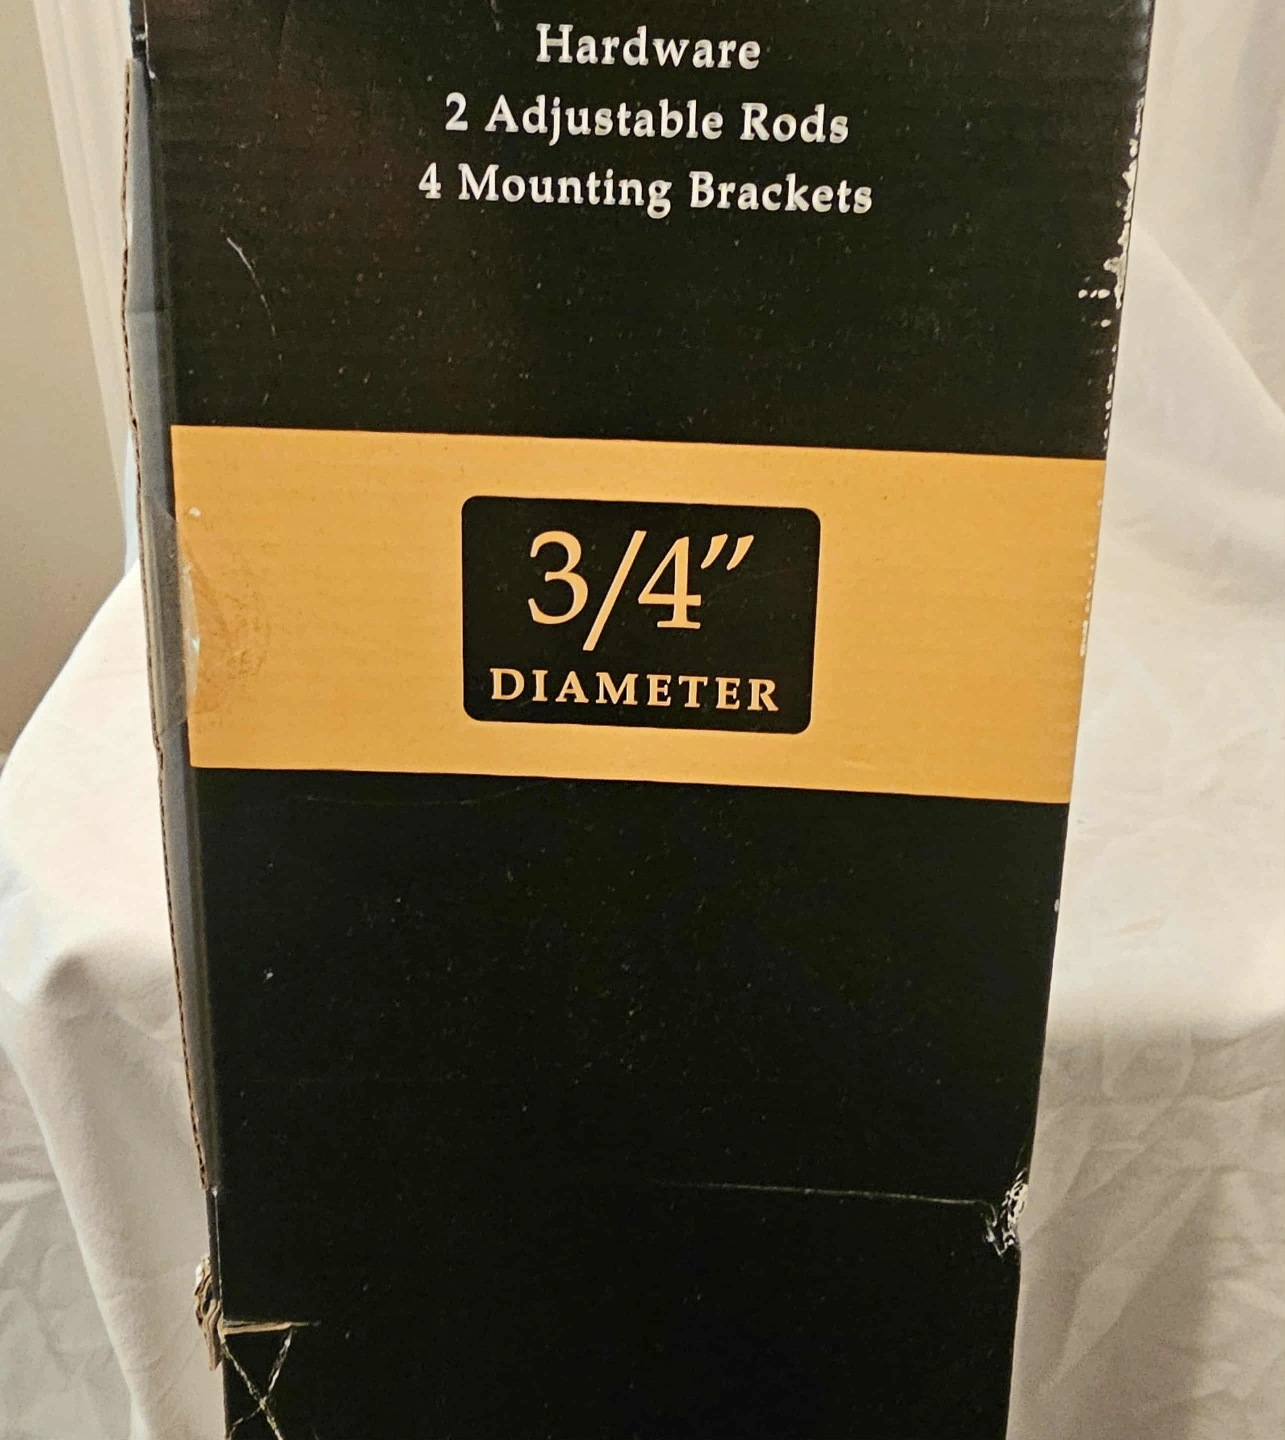 Hardware
2 Adjustable Rods
4 Mounting Brackets
3/4"
DIAMETER